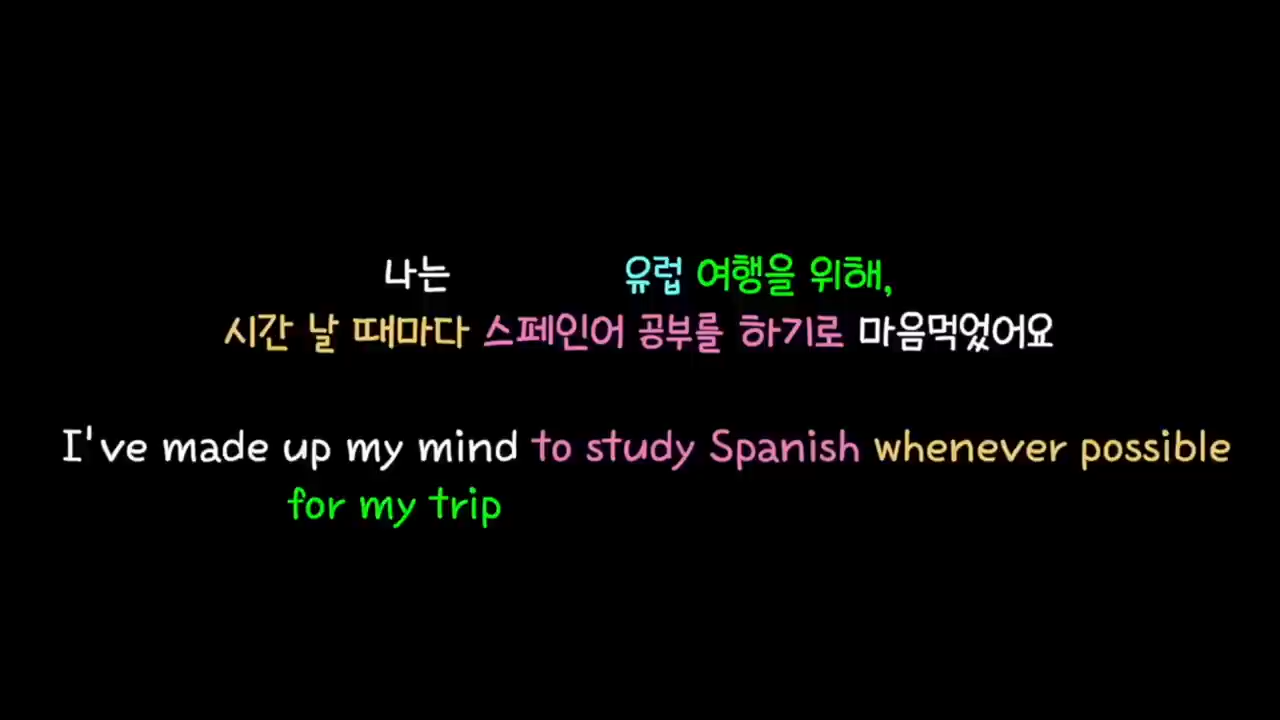 나는 유럽 여행을 위해,
시간 날 때마다 스페인어 공부를 하기로 마음먹었어요
I've made up my mind to study Spanish whenever possible
for my trip